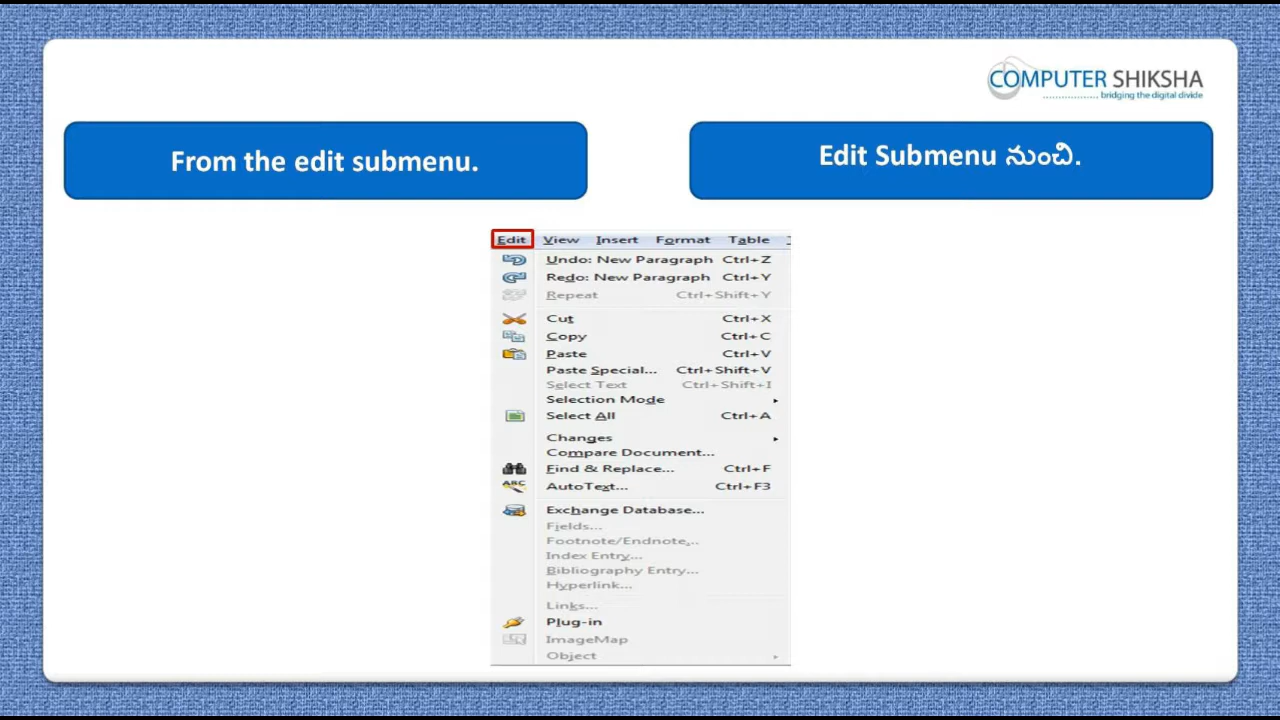 COMPUTER SHIKSHA
bridging the digital divide
From the edit submenu.
Edit Submenu నుంచి.
Edit View Insert Format Table
Undo: New Paragraph Ctrl+Z
Redo: New Paragraph Ctrl+Y
Repeat Ctrl+Shift+Y
Cut Ctrl+X
Copy Ctrl+C
Paste Ctrl+V
Paste Special... Ctrl+Shift+V
Select Text Ctrl+Shift+I
Selection Mode
Select All Ctrl+A
Changes
Compare Document...
Find & Replace... Ctrl+F
ABC AutoText... Ctrl+F3
Exchange Database...
Fields...
Footnote/Endnote...
Index Entry...
Bibliography Entry...
Hyperlink...
Links...
Plug-in
ImageMap
Object